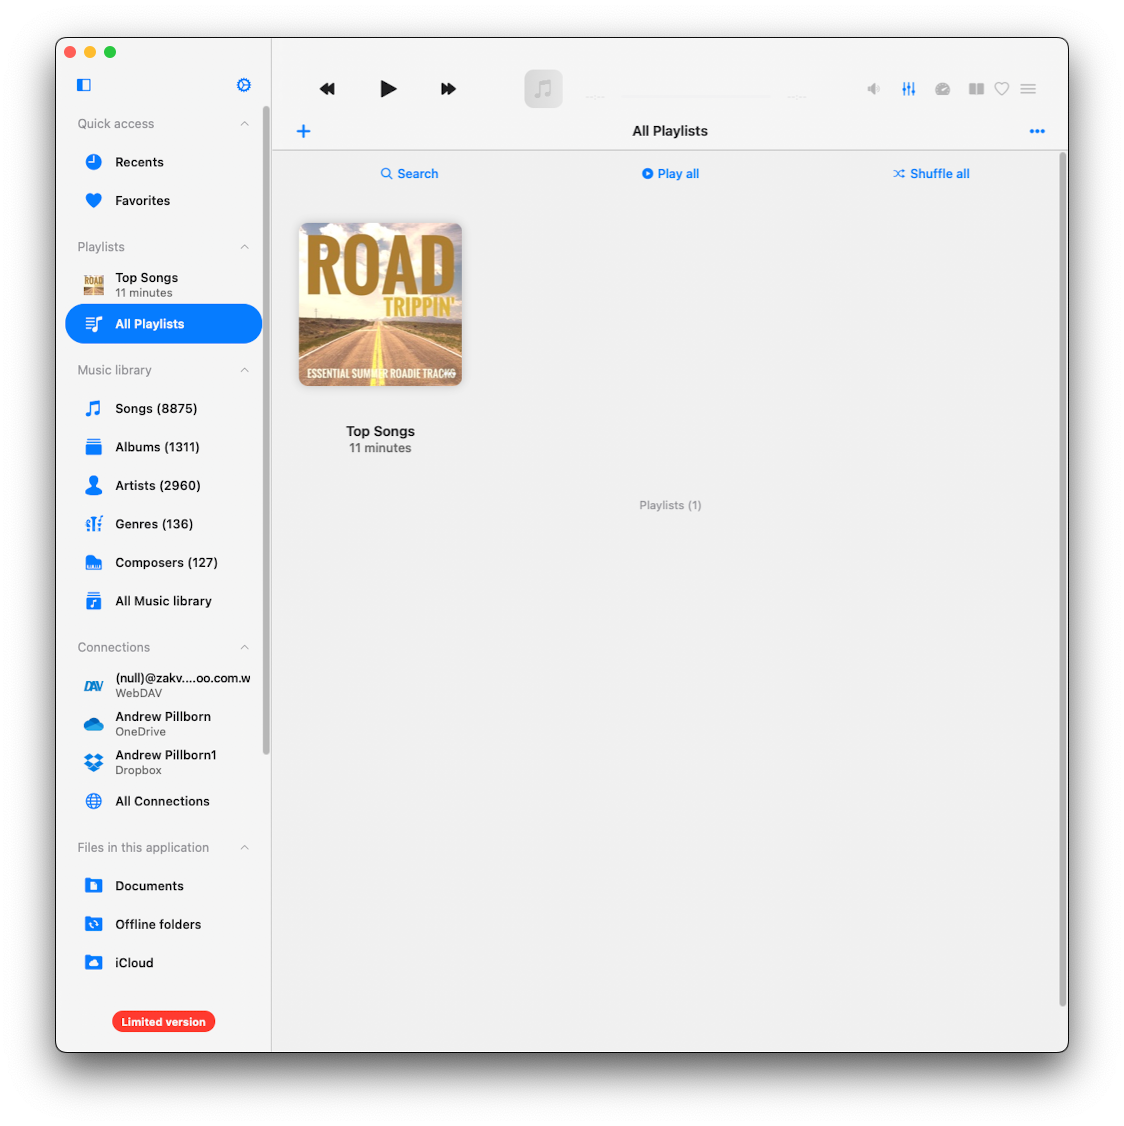 Quick access
Recents
Favorites
Playlists
ROAD
Top Songs
11 minutes
All Playlists
Music library
Songs (8875)
Albums (1311)
Artists (2960)
Genres (136)
Composers (127)
All Music library
Connections
DAV
(null)@zakv....oo.com.w
WebDAV
Andrew Pillborn
OneDrive
Andrew Pillborn1
Dropbox
All Connections
Files in this application
Documents
Offline folders
iCloud
Limited version
All Playlists
Search
Play all
Shuffle all
ROAD
TRIPPIN'
ESSENTIAL SUMMER ROADIE TRACKS
Top Songs
11 minutes
Playlists (1)